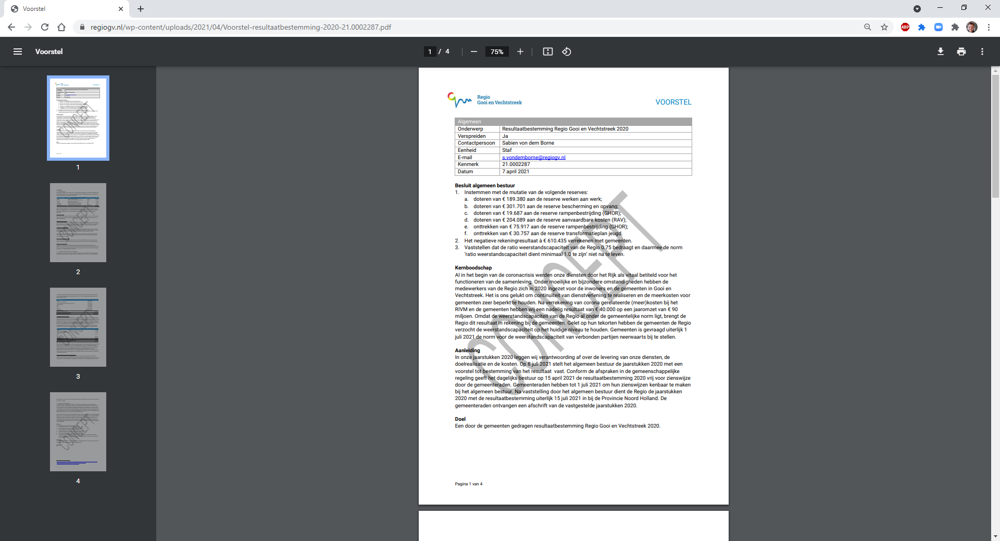 Voorstel
regiogv.nl/wp-content/uploads/2021/04/Voorstel-resultaatbestemming-2020-21.0002287.pdf
ABP
Voorstel
1 / 4
75%
1
2
3
4
Regio
Gooi en Vechtstreek
VOORSTEL
Algemeen
Onderwerp Resultaatbestemming Regio Gooi en Vechtstreek 2020
Verspreiden Ja
Contactpersoon Sabien von dem Borne
Eenheid Staf
E-mail s.vondemborne@regiogv.nl
Kenmerk 21.0002287
Datum 7 april 2021
Besluit algemeen bestuur
1. Instemmen met de mutatie van de volgende reserves:
a. doteren van € 189.380 aan de reserve werken aan werk;
b. doteren van € 301.701 aan de reserve bescherming en opvang;
c. doteren van € 19.687 aan de reserve rampenbestrijding (GHOR);
d. doteren van € 204.089 aan de reserve aanvaardbare kosten (RAV);
e. onttrekken van € 75.917 aan de reserve rampenbestrijding (GHOR);
f. onttrekken van € 30.757 aan de reserve transformatieplan jeugd.
2. Het negatieve rekeningresultaat à € 610.435 verrekenen met gemeenten.
3. Vaststellen dat de ratio weerstandscapaciteit van de Regio 0.75 bedraagt en daarmee de norm
'ratio weerstandscapaciteit dient minimaal 1.0 te zijn' niet na te leven.
Kernboodschap
Al in het begin van de coronacrisis werden onze diensten door het Rijk als vitaal betiteld voor het
functioneren van de samenleving. Onder moeilijke en bijzondere omstandigheden hebben de
medewerkers van de Regio zich in 2020 ingezet voor de inwoners en de gemeenten in Gooi en
Vechtstreek. Het is ons gelukt om continuïteit van dienstverlening te realiseren en de meerkosten voor
gemeenten zeer beperkt te houden. Na verrekening van corona gerelateerde (meer)kosten bij het
RIVM en de gemeenten hebben wij een nadelig resultaat van € 40.000 op een jaaromzet van € 90
miljoen. Omdat de weerstandscapaciteit van de Regio al onder de gemeentelijke norm ligt, brengt de
Regio dit resultaat in rekening bij de gemeenten. Gelet op hun tekorten hebben de gemeenten de Regio
verzocht de weerstandscapaciteit op het huidige niveau te houden. Gemeenten is gevraagd uiterlijk 1
juli 2021 de norm voor de weerstandscapaciteit van verbonden partijen neerwaarts bij te stellen.
Aanleiding
In onze jaarstukken 2020 leggen wij verantwoording af over de levering van onze diensten, de
doelrealisatie en de kosten. Op 8 juli 2021 stelt het algemeen bestuur de jaarstukken 2020 met een
voorstel tot bestemming van het resultaat vast. Conform de afspraken in de gemeenschappelijke
regeling geeft het dagelijks bestuur op 15 april 2021 de resultaatbestemming 2020 vrij voor zienswijze
door de gemeenteraden. Gemeenteraden hebben tot 1 juli 2021 om hun zienswijzen kenbaar te maken
bij het algemeen bestuur. Na vaststelling door het algemeen bestuur dient de Regio de jaarstukken
2020 met de resultaatbestemming uiterlijk 15 juli 2021 in bij de Provincie Noord Holland. De
gemeenteraden ontvangen een afschrift van de vastgestelde jaarstukken 2020.
Doel
Een door de gemeenten gedragen resultaatbestemming Regio Gooi en Vechtstreek 2020.
CONCEPT
Pagina 1 van 4